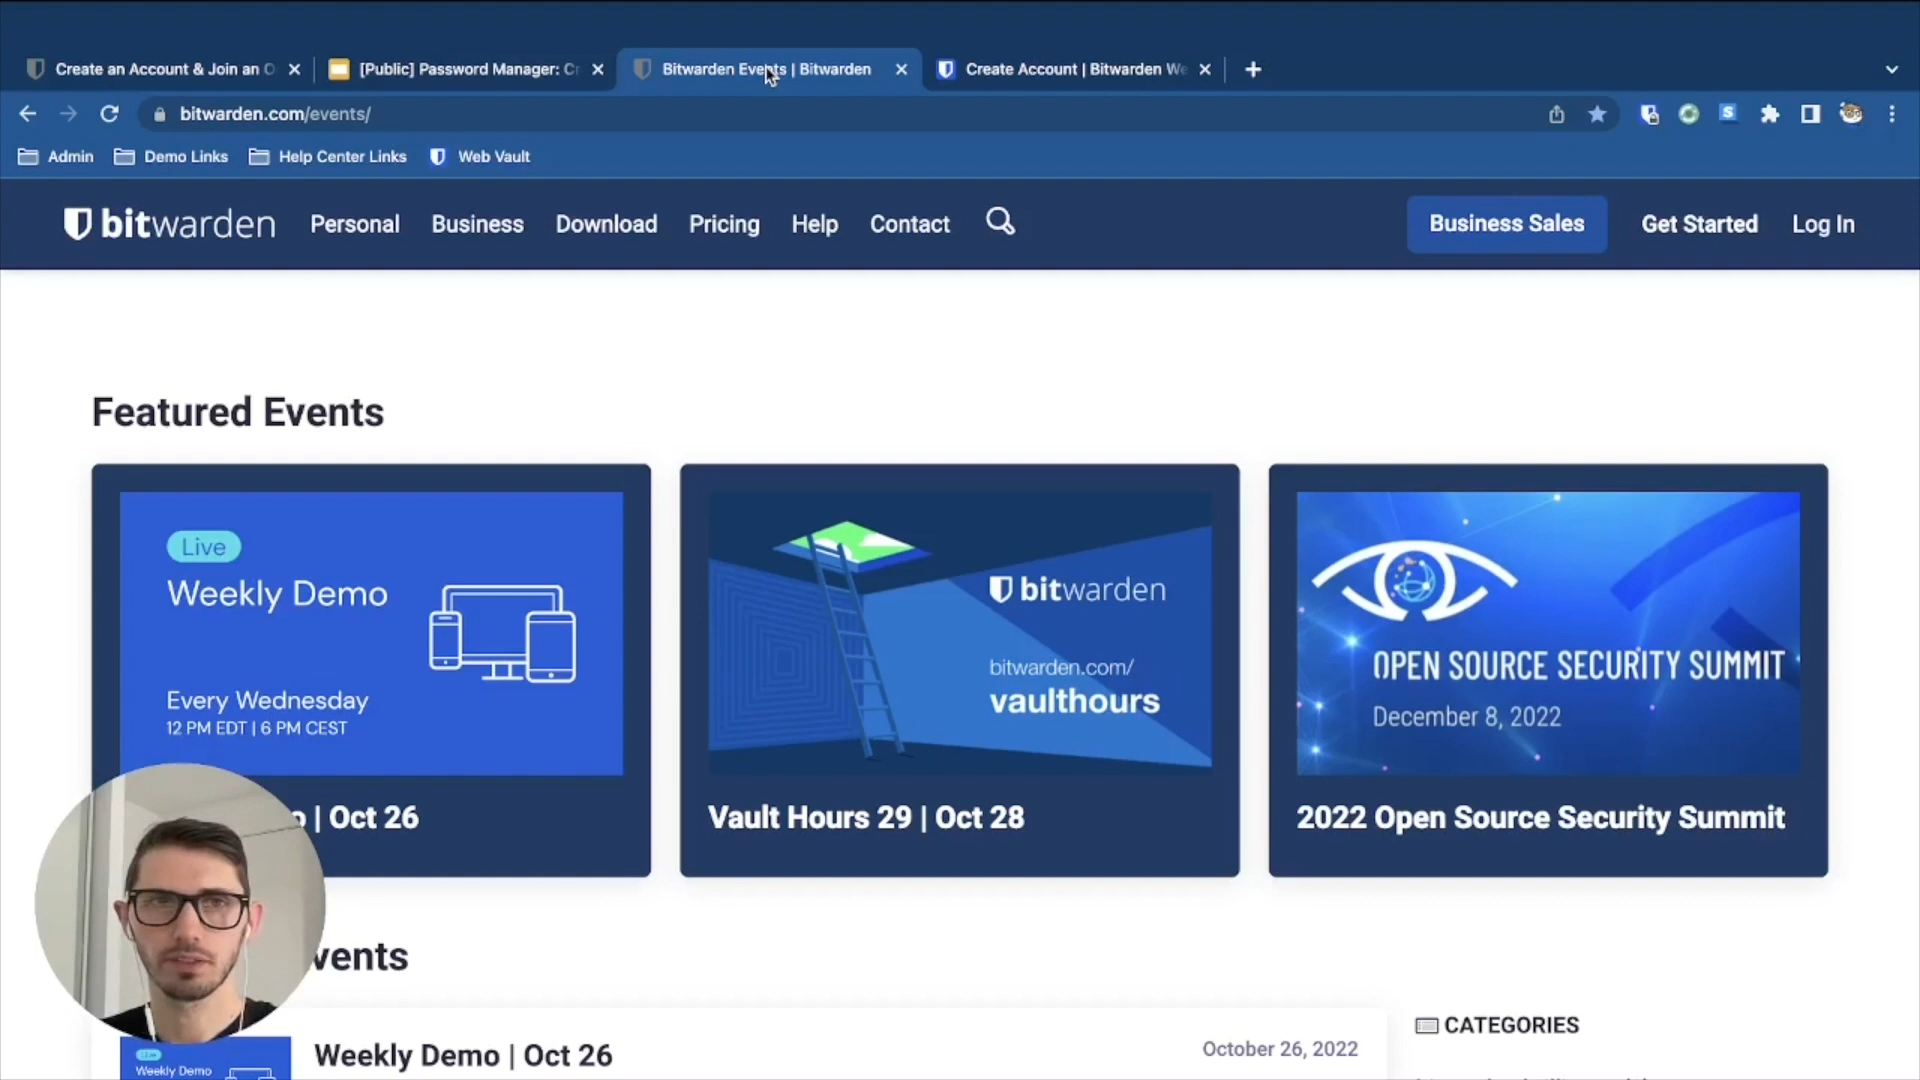 Create an Account & Join an O
[Public] Password Manager: Cr
Bitwarden Events | Bitwarden
Create Account | Bitwarden We
bitwarden.com/events/
Admin
Demo Links
Help Center Links
Web Vault
bitwarden
Personal
Business
Download
Pricing
Help
Contact
Business Sales
Get Started
Log In
Featured Events
Live
Weekly Demo
Every Wednesday
12 PM EDT | 6 PM CEST
o | Oct 26
bitwarden
bitwarden.com/
vaulthours
Vault Hours 29 | Oct 28
OPEN SOURCE SECURITY SUMMIT
December 8, 2022
2022 Open Source Security Summit
vents
Live
Weekly Demo
Weekly Demo | Oct 26
October 26, 2022
CATEGORIES